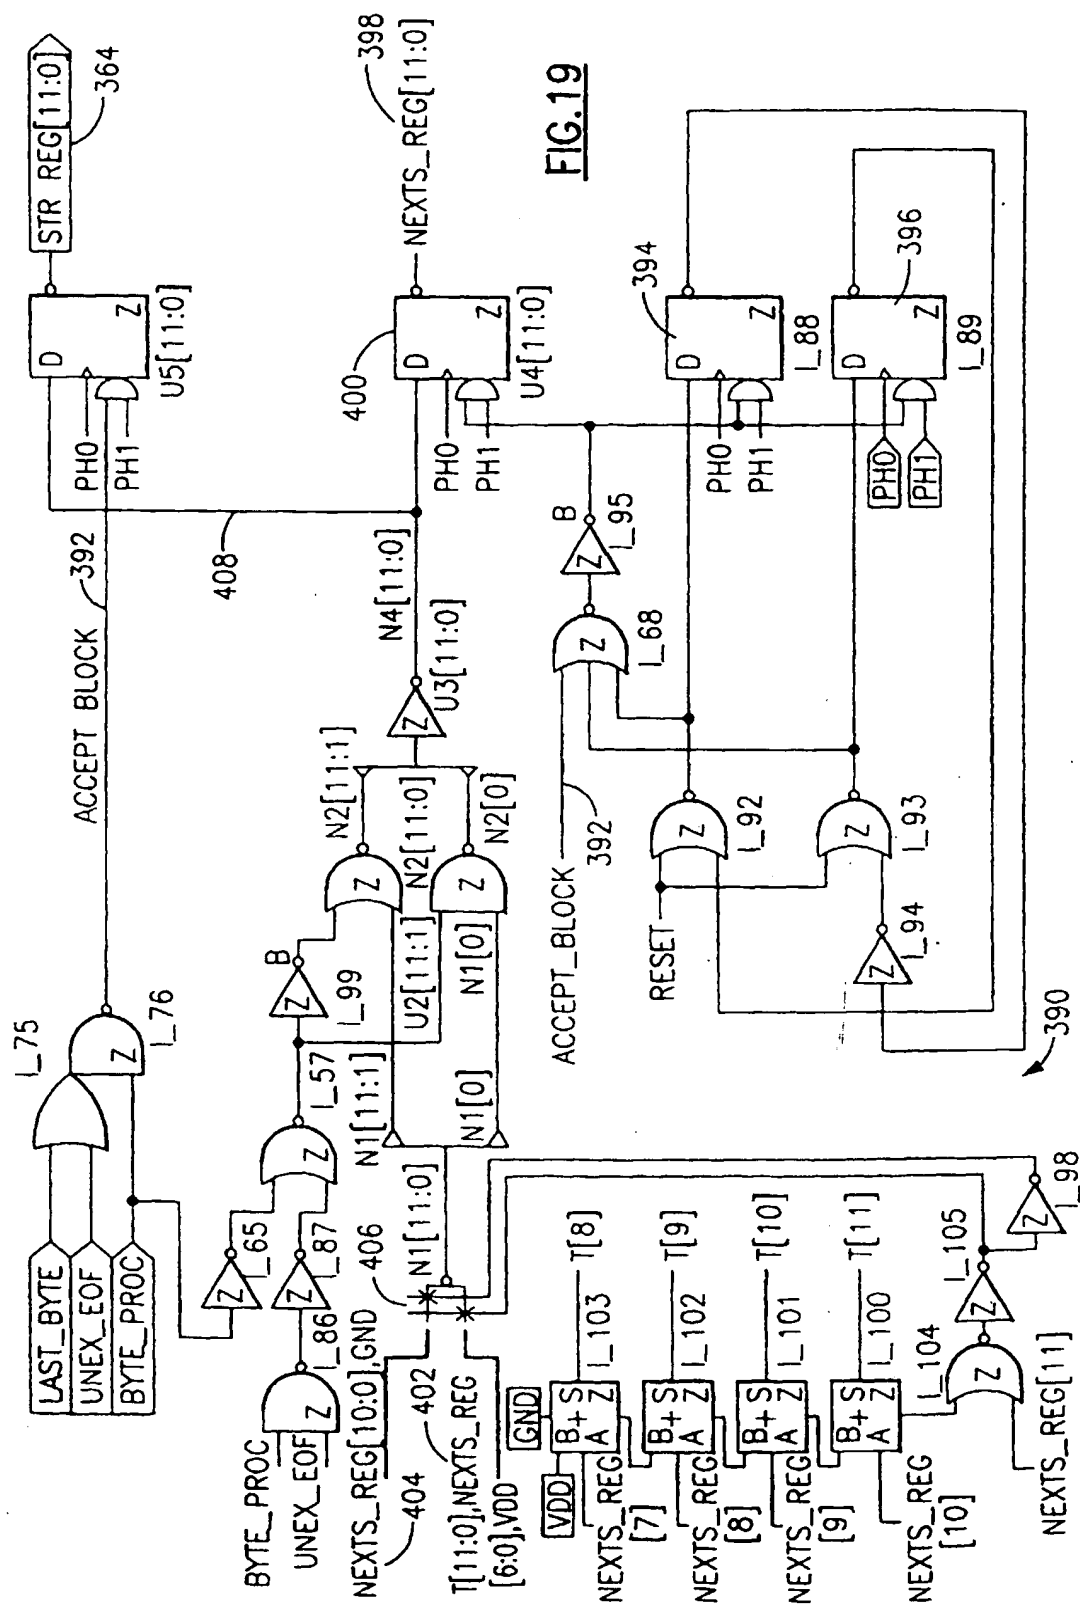 STR REG[11:0]
364
D
Z
PH0
PH1
U5[11:0]
ACCEPT BLOCK
392
I_75
I_76
Z
LAST_BYTE
UNEX_EOF
BYTE_PROC
398
NEXTS_REG[11:0]
400
D
Z
PH0
PH1
U4[11:0]
408
N4[11:0]
Z
U3[11:0]
N2[11:1]
N2[11:0]
N2[0]
Z
Z
U2[11:1]
N1[0]
B
Z
I_99
I_57
Z
N1[11:1]
N1[0]
N1[11:0]
I_65
Z
I_87
Z
I_86
Z
BYTE_PROC
UNEX_EOF
406
NEXTS_REG[10:0],GND
404
402
T[11:0],NEXTS_REG
[6:0],VDD
FIG.19
394
D
Z
PH0
PH1
I_88
396
D
Z
PH0
PH1
I_89
B
Z
I_95
Z
I_68
ACCEPT_BLOCK
392
Z
I_92
Z
I_93
RESET
Z
I_94
390
GND
VDD
B+S
A Z
I_103
T[8]
NEXTS_REG
[7]
B+S
A Z
I_102
T[9]
NEXTS_REG
[8]
B+S
A Z
I_101
T[10]
NEXTS_REG
[9]
B+S
A Z
I_100
T[11]
NEXTS_REG
[10]
I_104
Z
I_105
Z
I_98
Z
NEXTS_REG[11]